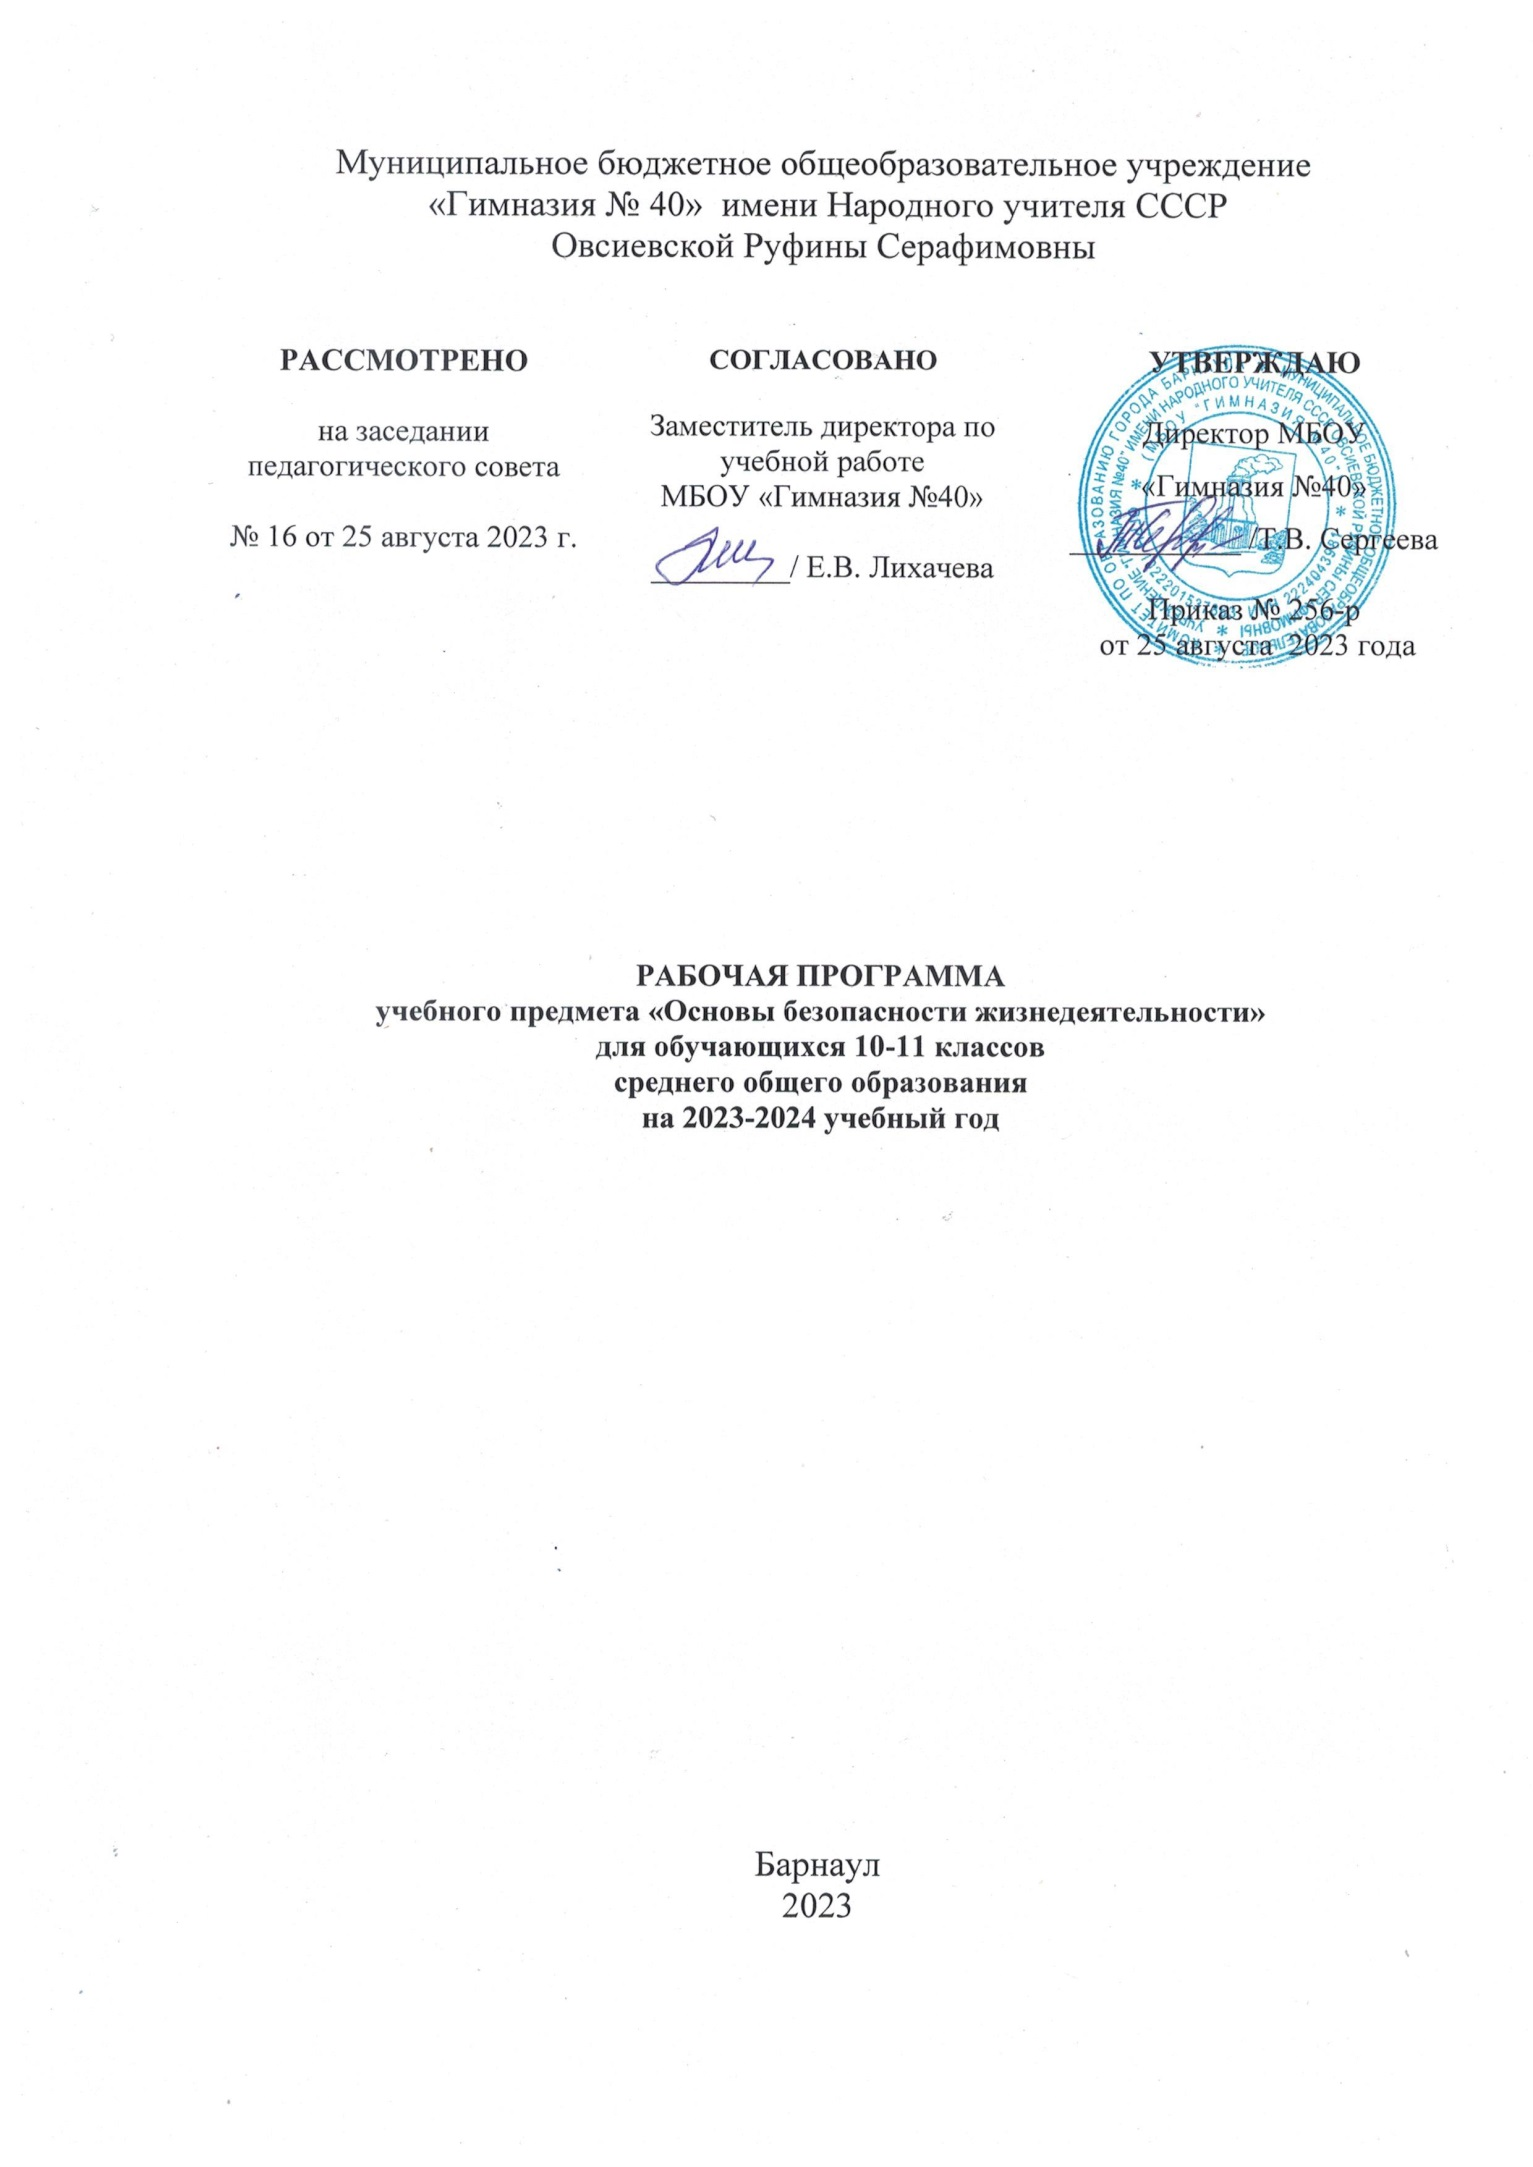 Муниципальное бюджетное общеобразовательное учреждение
«Гимназия № 40» имени Народного учителя СССР
Овсиевской Руфины Серафимовны
РАССМОТРЕНО
на заседании
педагогического совета
№ 16 от 25 августа 2023 г.
СОГЛАСОВАНО
Заместитель директора по
учебной работе
МБОУ «Гимназия №40»
__________/ Е.В. Лихачева
УТВЕРЖДАЮ
Директор МБОУ
«Гимназия №40»
____________/Т.В. Сергеева
Приказ № 256-р
от 25 августа 2023 года
РАБОЧАЯ ПРОГРАММА
учебного предмета «Основы безопасности жизнедеятельности»
для обучающихся 10-11 классов
среднего общего образования
на 2023-2024 учебный год
Барнаул
2023